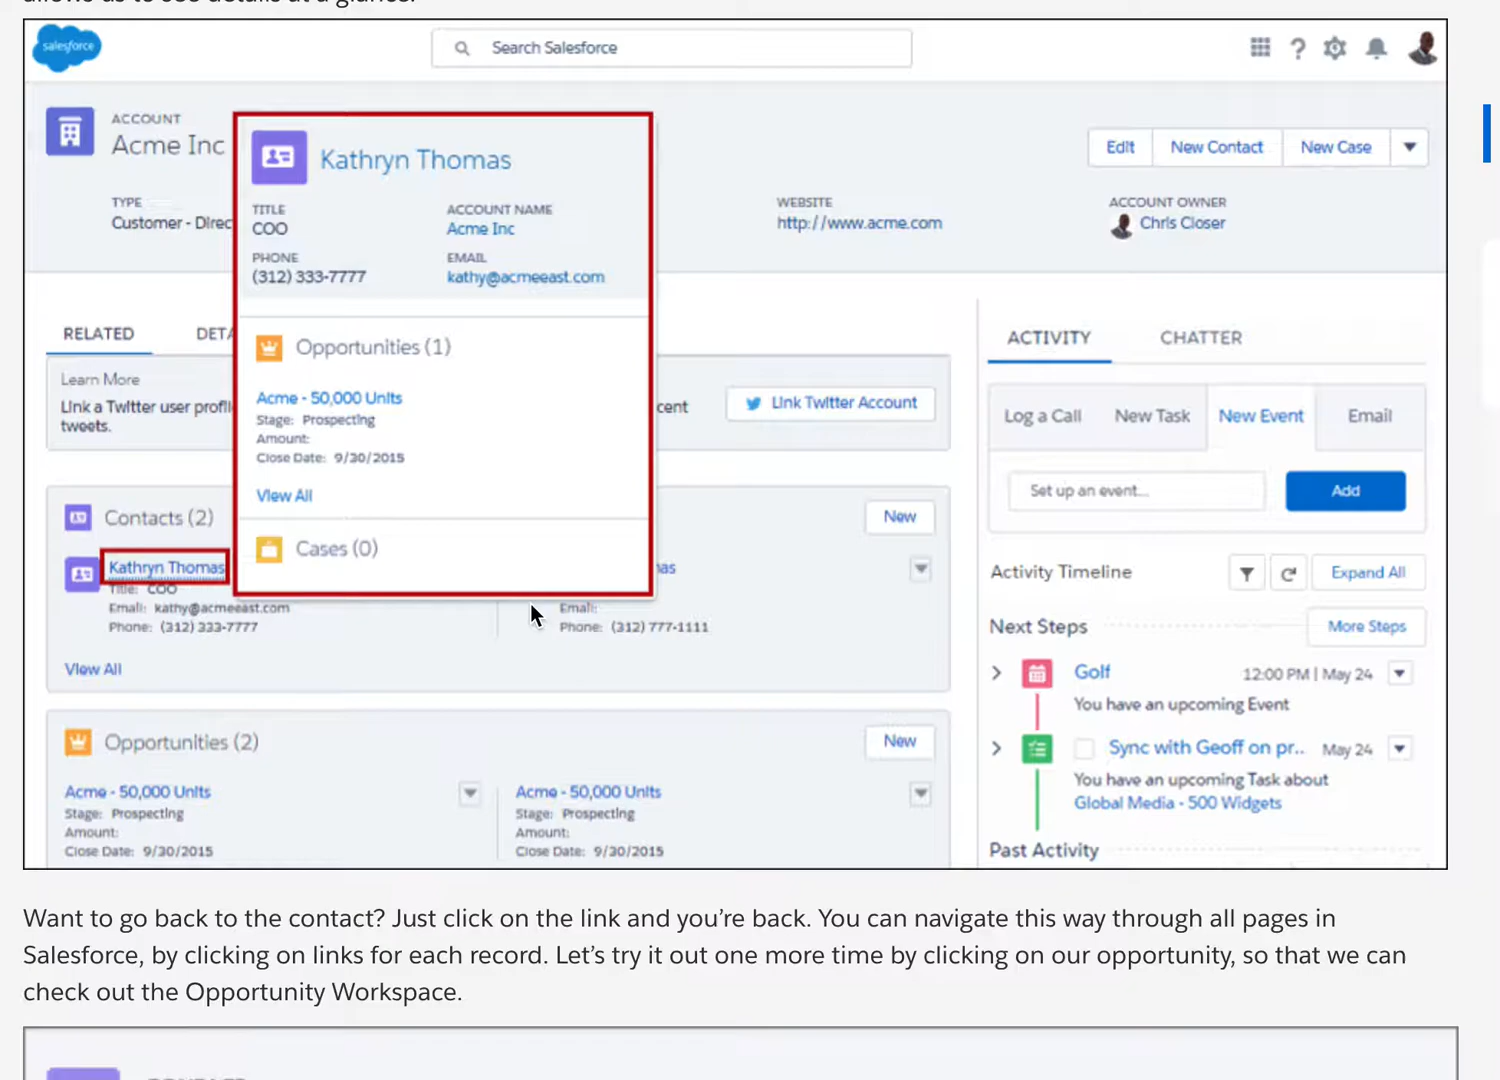 salesforce
Search Salesforce
ACCOUNT
Acme Inc
Edit
New Contact
New Case
TYPE
Customer - Direc
WEBSITE
http://www.acme.com
ACCOUNT OWNER
Chris Closer
Kathryn Thomas
TITLE
COO
ACCOUNT NAME
Acme Inc
PHONE
(312) 333-7777
EMAIL
kathy@acmeeast.com
Opportunities (1)
Acme - 50,000 Units
Stage: Prospecting
Amount:
Close Date: 9/30/2015
View All
Cases (0)
RELATED
DETA
Learn More
Link a Twitter user profil
cent
tweets.
Link Twitter Account
Contacts (2)
New
Kathryn Thomas
Title: COO
Email: kathy@acmeeast.com
Phone: (312) 333-7777
Email:
Phone: (312) 777-1111
View All
Opportunities (2)
New
Acme - 50,000 Units
Stage: Prospecting
Amount:
Close Date: 9/30/2015
Acme - 50,000 Units
Stage: Prospecting
Amount:
Close Date: 9/30/2015
ACTIVITY
CHATTER
Log a Call
New Task
New Event
Email
Set up an event...
Add
Activity Timeline
Expand All
Next Steps
More Steps
Golf
12:00 PM | May 24
You have an upcoming Event
Sync with Geoff on pr..
May 24
You have an upcoming Task about
Global Media - 500 Widgets
Past Activity
Want to go back to the contact? Just click on the link and you’re back. You can navigate this way through all pages in
Salesforce, by clicking on links for each record. Let’s try it out one more time by clicking on our opportunity, so that we can
check out the Opportunity Workspace.